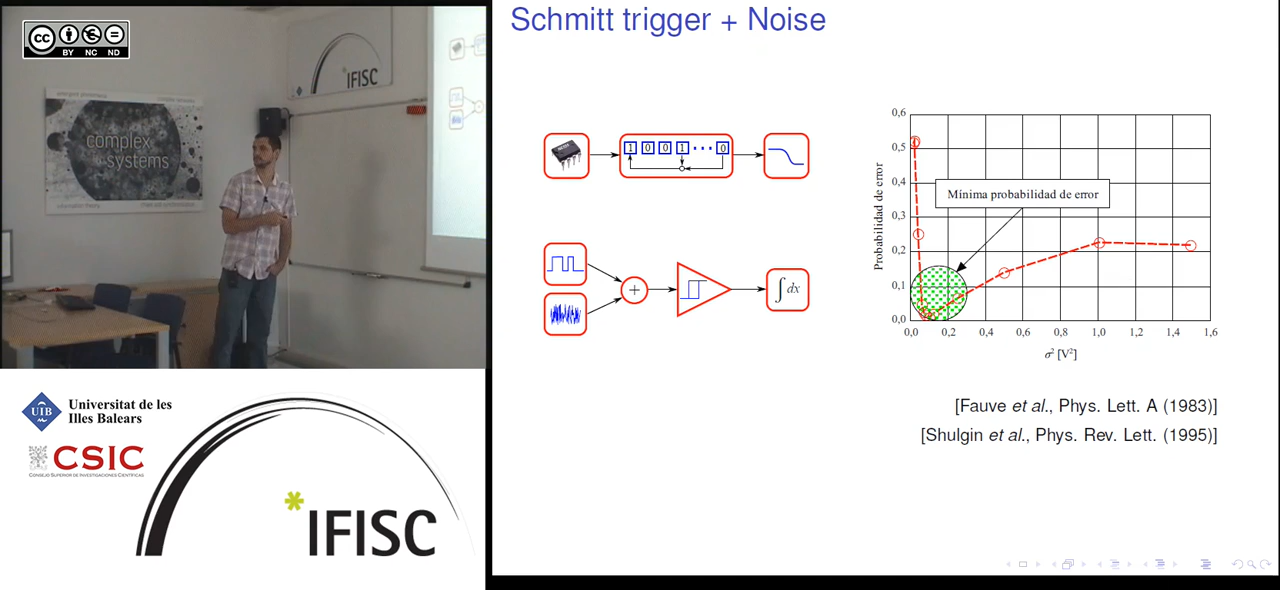 Schmitt trigger + Noise
cc
BY NC ND
IFISC
complex
systems
1 0 0 1 ··· 0
+
∫ dx
Mínima probabilidad de error
Probabilidad de error
0,6
0,5
0,4
0,3
0,2
0,1
0,0
0,0 0,2 0,4 0,6 0,8 1,0 1,2 1,4 1,6
σ² [V²]
[Fauve et al., Phys. Lett. A (1983)]
[Shulgin et al., Phys. Rev. Lett. (1995)]
UIB
Universitat de les
Illes Balears
CSIC
CONSEJO SUPERIOR DE INVESTIGACIONES CIENTÍFICAS
*IFISC